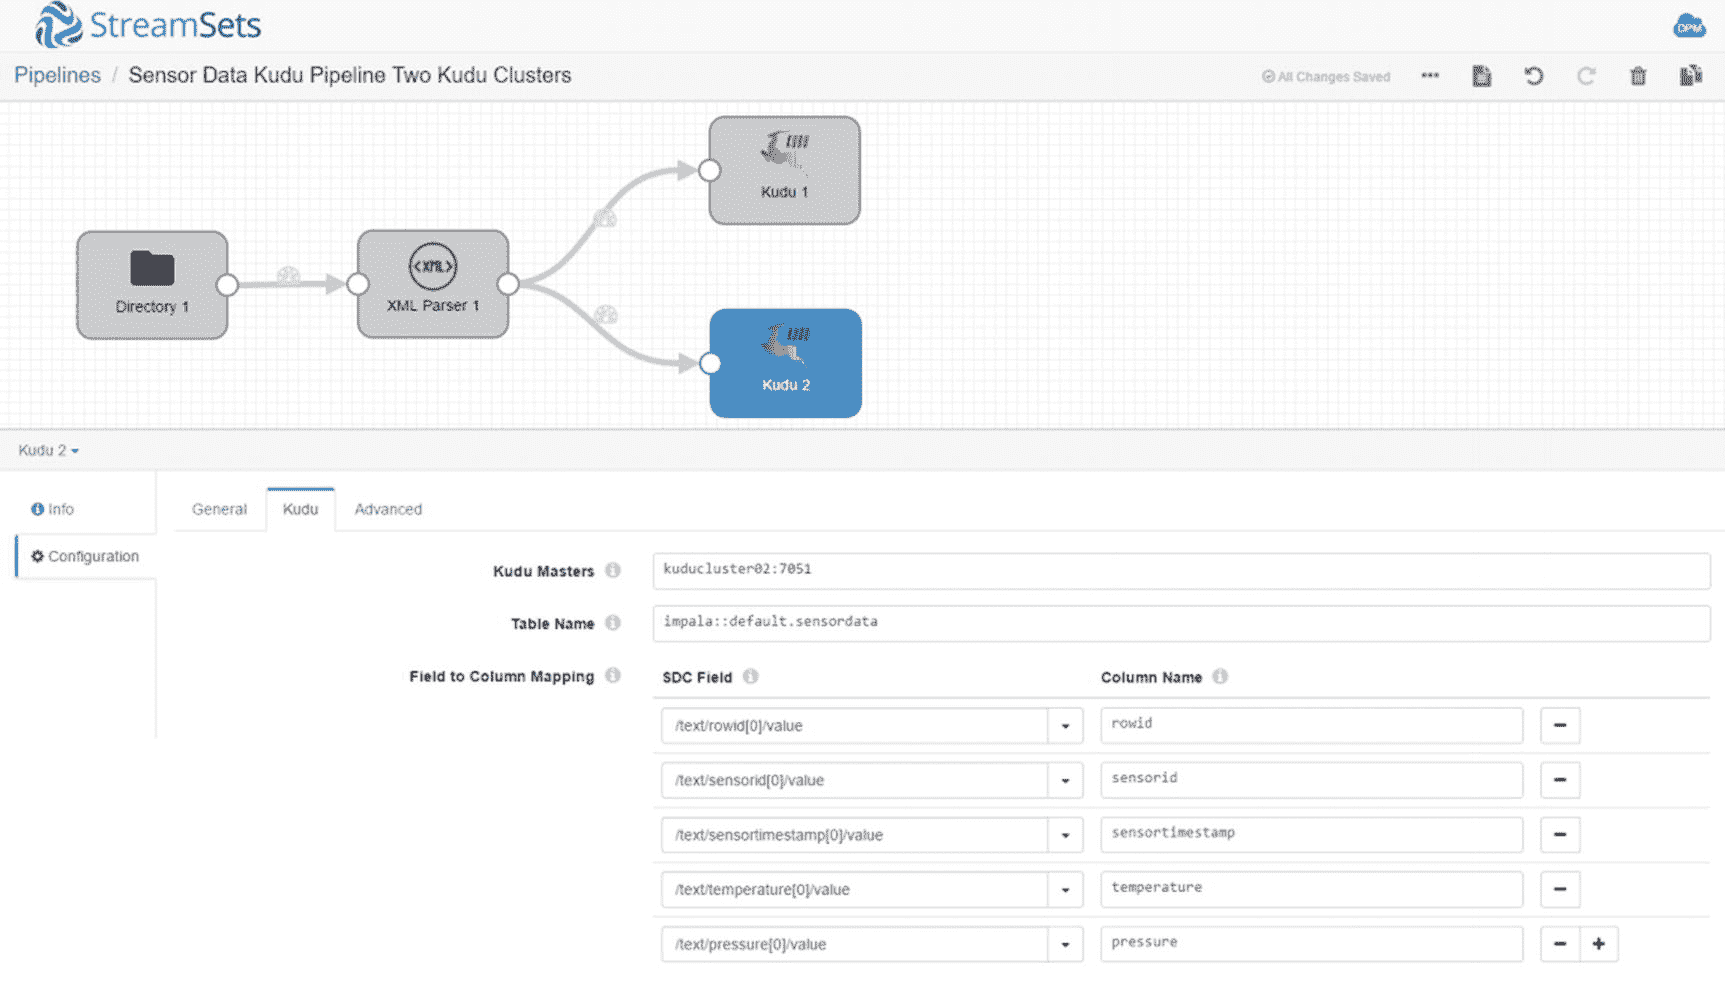 StreamSets
DPM
Pipelines / Sensor Data Kudu Pipeline Two Kudu Clusters
All Changes Saved
Kudu 1
Directory 1
<XML>
XML Parser 1
Kudu 2
Kudu 2
Info
General
Kudu
Advanced
Configuration
Kudu Masters
kuducluster02:7051
Table Name
impala::default.sensordata
Field to Column Mapping
SDC Field
Column Name
/text/rowid[0]/value
rowid
/text/sensorid[0]/value
sensorid
/text/sensortimestamp[0]/value
sensortimestamp
/text/temperature[0]/value
temperature
/text/pressure[0]/value
pressure